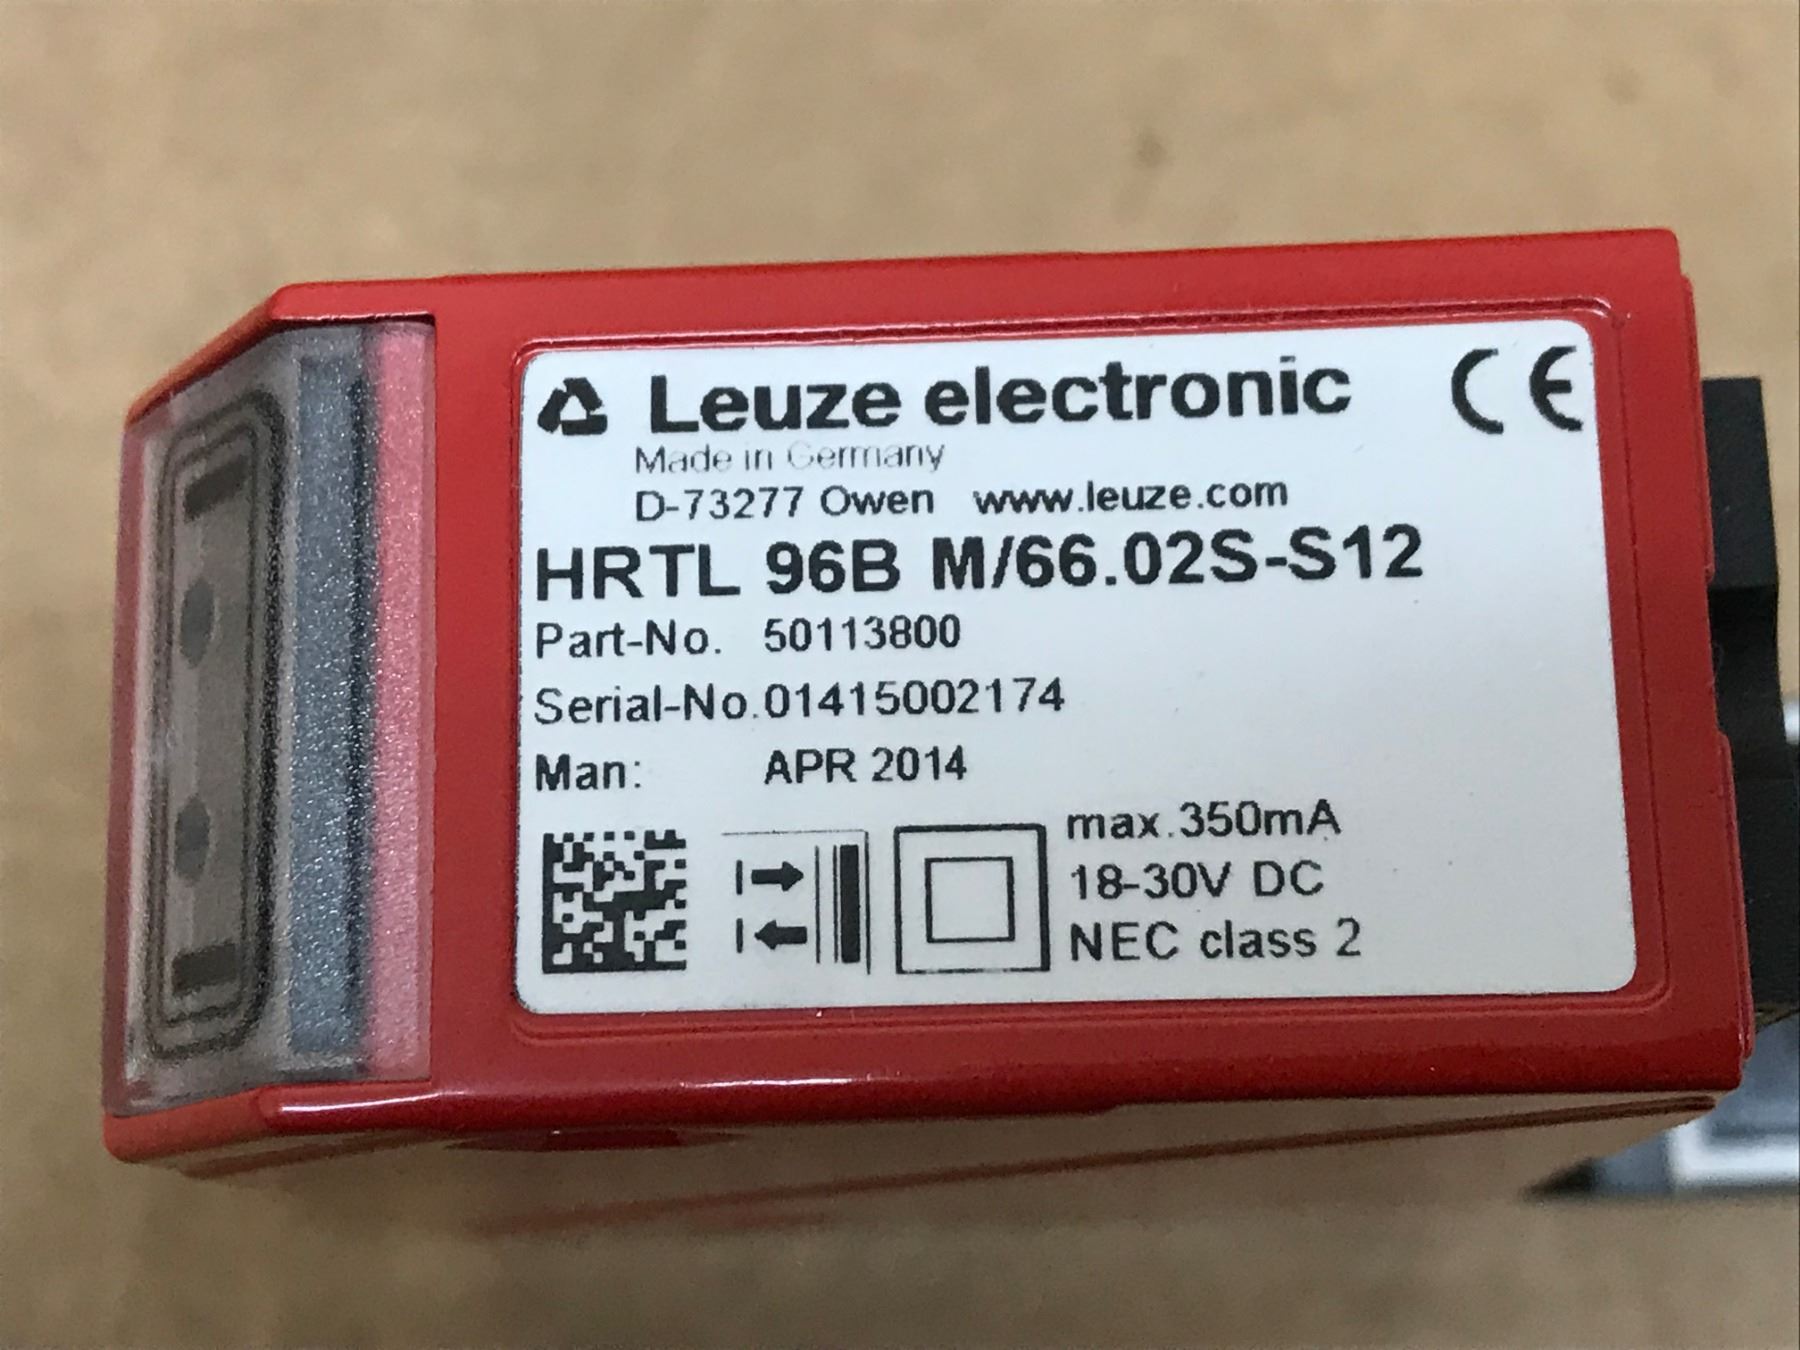 Leuze electronic CE
Made in Germany
D-73277 Owen www.leuze.com
HRTL 96B M/66.02S-S12
Part-No. 50113800
Serial-No.01415002174
Man: APR 2014
max.350mA
18-30V DC
NEC class 2